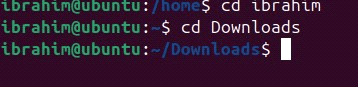 ibrahim@ubuntu:/home$ cd ibrahim
ibrahim@ubuntu:~$ cd Downloads
ibrahim@ubuntu:~/Downloads$